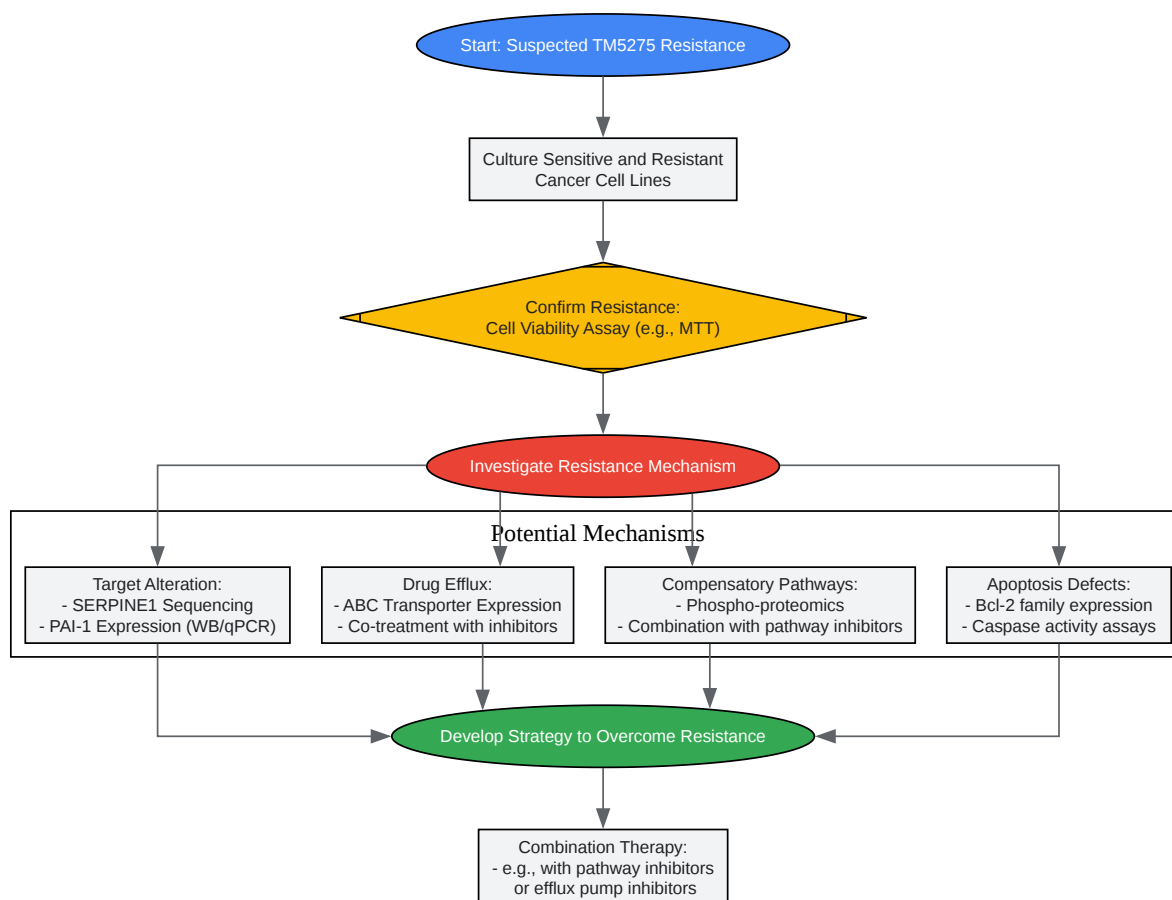 Start: Suspected TM5275 Resistance
Culture Sensitive and Resistant
Cancer Cell Lines
Confirm Resistance:
Cell Viability Assay (e.g., MTT)
Investigate Resistance Mechanism
Potential Mechanisms
Target Alteration:
- SERPINE1 Sequencing
- PAI-1 Expression (WB/qPCR)
Drug Efflux:
- ABC Transporter Expression
- Co-treatment with inhibitors
Compensatory Pathways:
- Phospho-proteomics
- Combination with pathway inhibitors
Apoptosis Defects:
- Bcl-2 family expression
- Caspase activity assays
Develop Strategy to Overcome Resistance
Combination Therapy:
- e.g., with pathway inhibitors
or efflux pump inhibitors